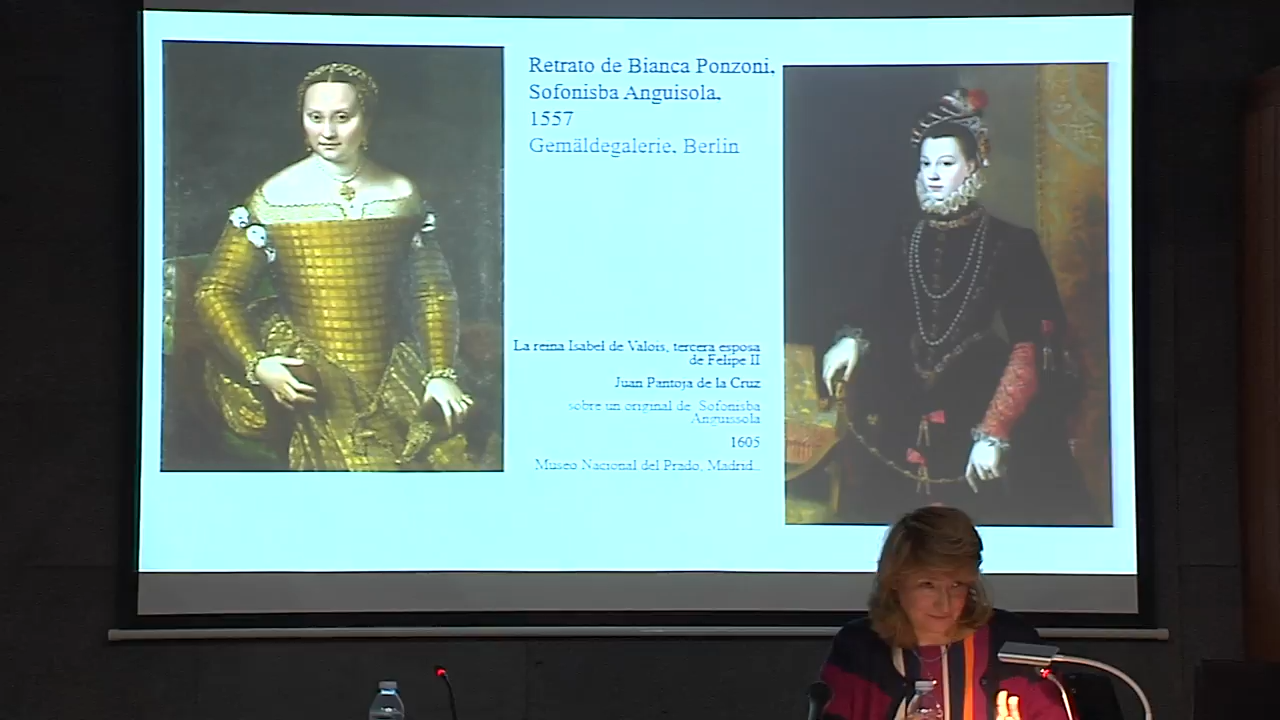 Retrato de Bianca Ponzoni,
Sofonisba Anguisola,
1557
Gemäldegalerie, Berlin
La reina Isabel de Valois, tercera esposa
de Felipe II
Juan Pantoja de la Cruz
sobre un original de Sofonisba
Anguissola
1605
Museo Nacional del Prado, Madrid..